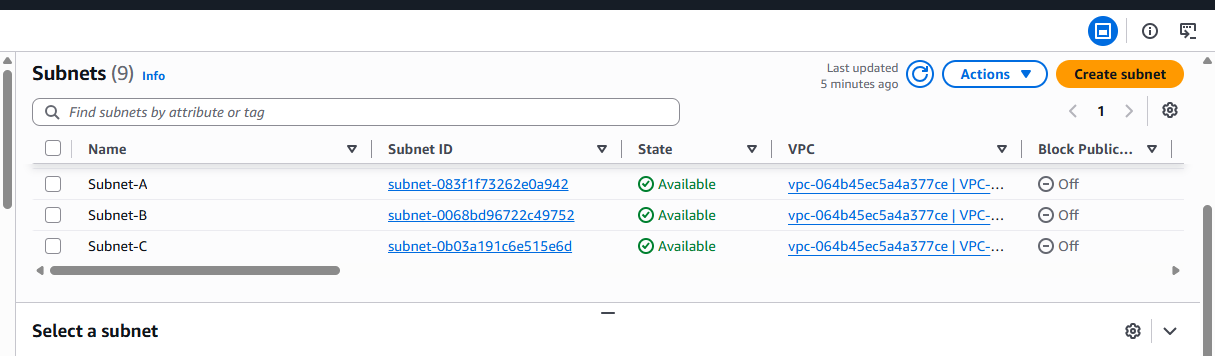 Subnets (9) Info
Last updated
5 minutes ago
Actions
Create subnet
Find subnets by attribute or tag
1
Name Subnet ID State VPC Block Public...
Subnet-A subnet-083f1f73262e0a942 Available vpc-064b45ec5a4a377ce | VPC-... Off
Subnet-B subnet-0068bd96722c49752 Available vpc-064b45ec5a4a377ce | VPC-... Off
Subnet-C subnet-0b03a191c6e515e6d Available vpc-064b45ec5a4a377ce | VPC-... Off
Select a subnet